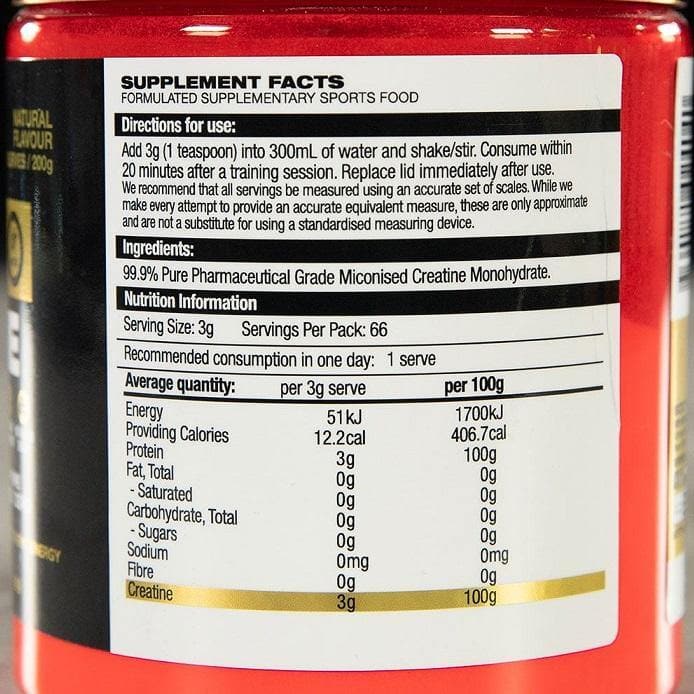 NATURAL
FLAVOUR
/ 200g
SUPPLEMENT FACTS
FORMULATED SUPPLEMENTARY SPORTS FOOD
Directions for use:
Add 3g (1 teaspoon) into 300mL of water and shake/stir. Consume within
20 minutes after a training session. Replace lid immediately after use.
We recommend that all servings be measured using an accurate set of scales. While we
make every attempt to provide an accurate equivalent measure, these are only approximate
and are not a substitute for using a standardised measuring device.
Ingredients:
99.9% Pure Pharmaceutical Grade Miconised Creatine Monohydrate.
Nutrition Information
Serving Size: 3g Servings Per Pack: 66
Recommended consumption in one day: 1 serve
Average quantity: per 3g serve per 100g
Energy 51kJ 1700kJ
Providing Calories 12.2cal 406.7cal
Protein 3g 100g
Fat, Total 0g 0g
- Saturated 0g 0g
Carbohydrate, Total 0g 0g
- Sugars 0g 0g
Sodium 0mg 0mg
Fibre 0g 0g
Creatine 3g 100g